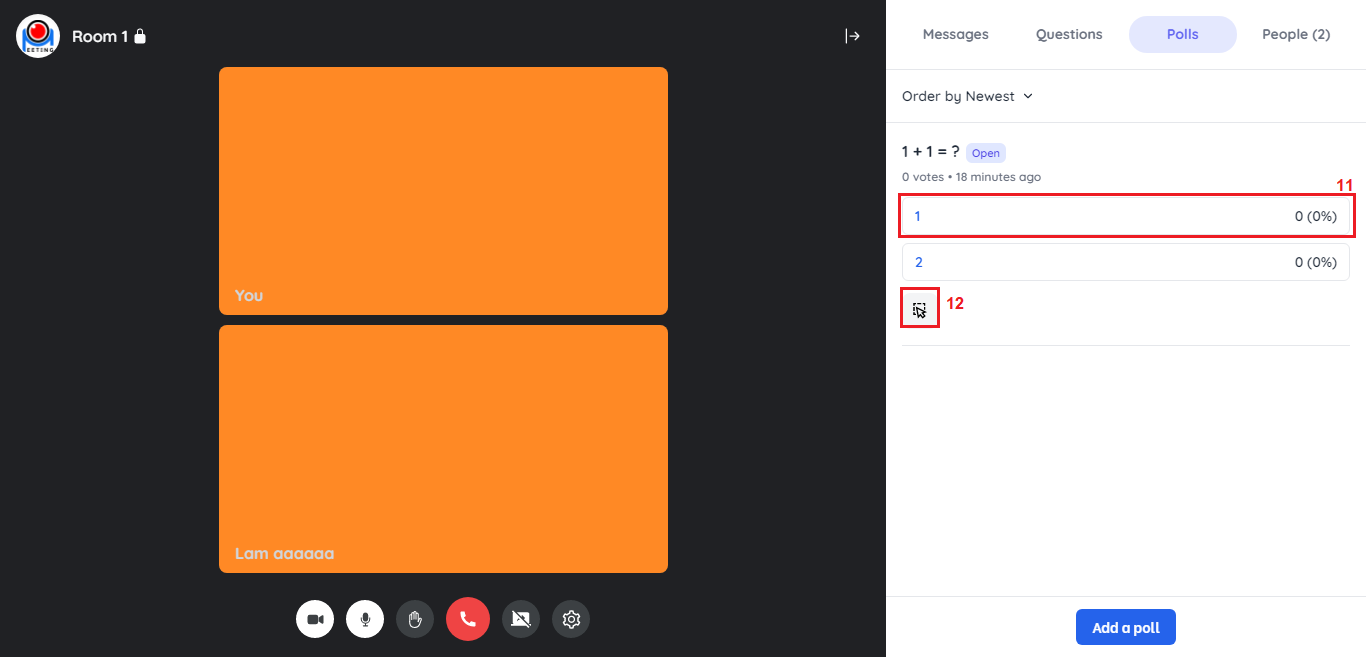 EETING
Room 1
You
Lam aaaaaa
Messages
Questions
Polls
People (2)
Order by Newest
1 + 1 = ? Open
0 votes • 18 minutes ago
11
1 0 (0%)
2 0 (0%)
12
Add a poll